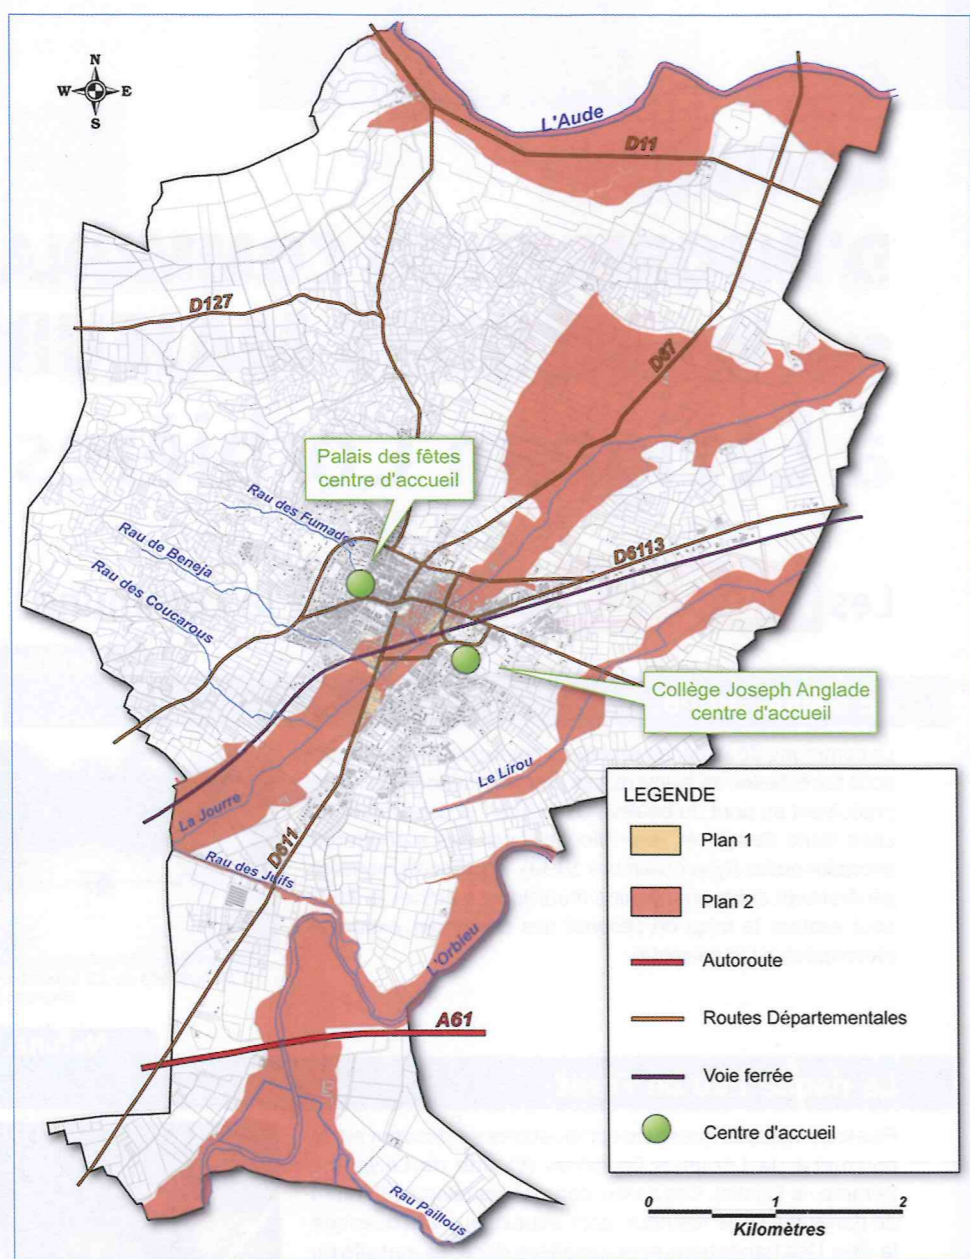 N
W E
S
L'Aude
D11
D127
D67
Palais des fêtes
centre d'accueil
Rau des Fumades
Rau de Beneja
D6113
Rau des Coucarous
Collège Joseph Anglade
centre d'accueil
Le Lirou
La Jourre
D611
Rau des Juifs
L'Orbieu
A61
Rau Paillous
LEGENDE
Plan 1
Plan 2
Autoroute
Routes Départementales
Voie ferrée
Centre d'accueil
0 1 2
Kilomètres